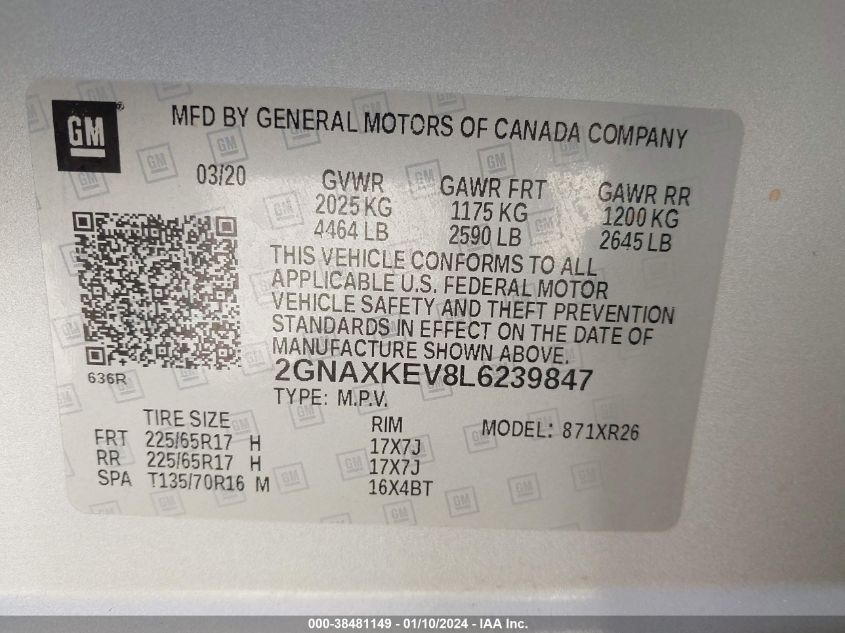 GM®
MFD BY GENERAL MOTORS OF CANADA COMPANY
03/20
GVWR GAWR FRT GAWR RR
2025 KG 1175 KG 1200 KG
4464 LB 2590 LB 2645 LB
THIS VEHICLE CONFORMS TO ALL
APPLICABLE U.S. FEDERAL MOTOR
VEHICLE SAFETY AND THEFT PREVENTION
STANDARDS IN EFFECT ON THE DATE OF
MANUFACTURE SHOWN ABOVE.
636R
2GNAXKEV8L6239847
TYPE: M.P.V.
TIRE SIZE RIM MODEL: 871XR26
FRT 225/65R17 H 17X7J
RR 225/65R17 H 17X7J
SPA T135/70R16 M 16X4BT
000-38481149 - 01/10/2024 - IAA Inc.